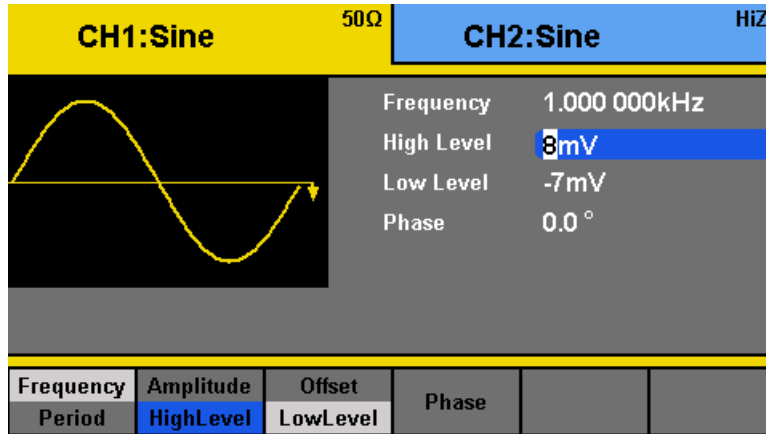 CH1:Sine 50Ω CH2:Sine HiZ
Frequency 1.000 000kHz
High Level 8mV
Low Level -7mV
Phase 0.0 °
Frequency Amplitude Offset Phase
Period HighLevel LowLevel